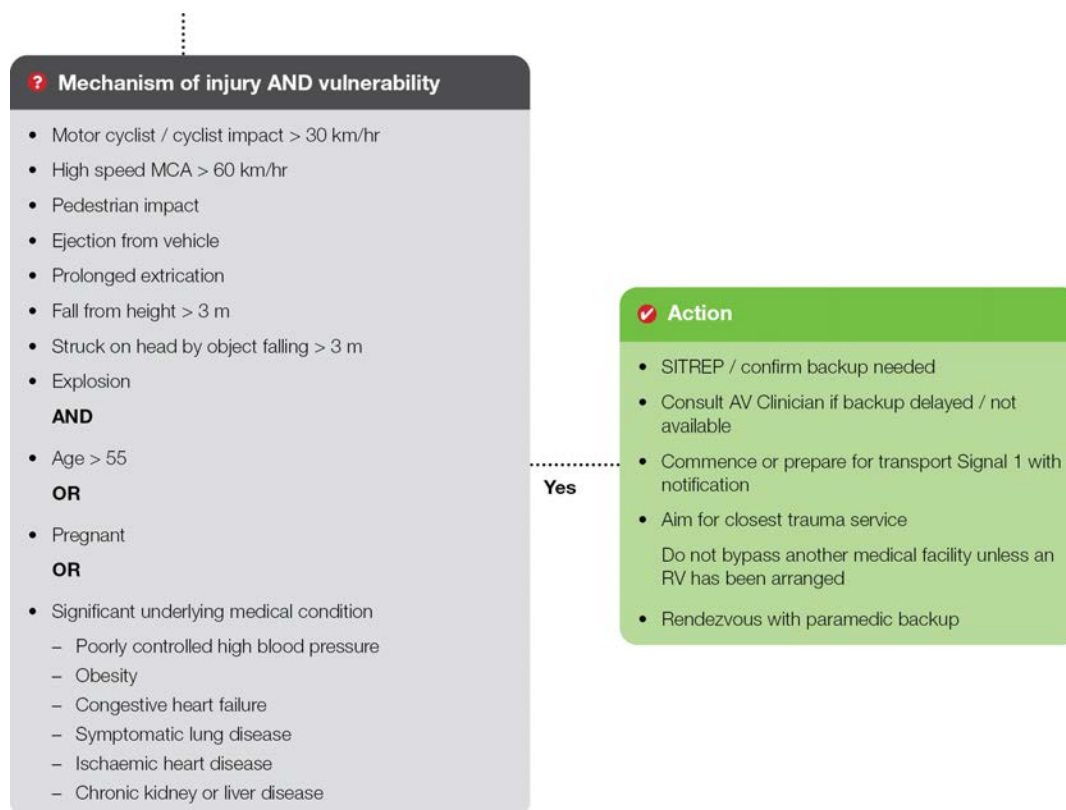 ? Mechanism of injury AND vulnerability
• Motor cyclist / cyclist impact > 30 km/hr
• High speed MCA > 60 km/hr
• Pedestrian impact
• Ejection from vehicle
• Prolonged extrication
• Fall from height > 3 m
• Struck on head by object falling > 3 m
• Explosion
AND
• Age > 55
OR
• Pregnant
OR
• Significant underlying medical condition
– Poorly controlled high blood pressure
– Obesity
– Congestive heart failure
– Symptomatic lung disease
– Ischaemic heart disease
– Chronic kidney or liver disease
Yes
Action
• SITREP / confirm backup needed
• Consult AV Clinician if backup delayed / not
available
• Commence or prepare for transport Signal 1 with
notification
• Aim for closest trauma service
Do not bypass another medical facility unless an
RV has been arranged
• Rendezvous with paramedic backup